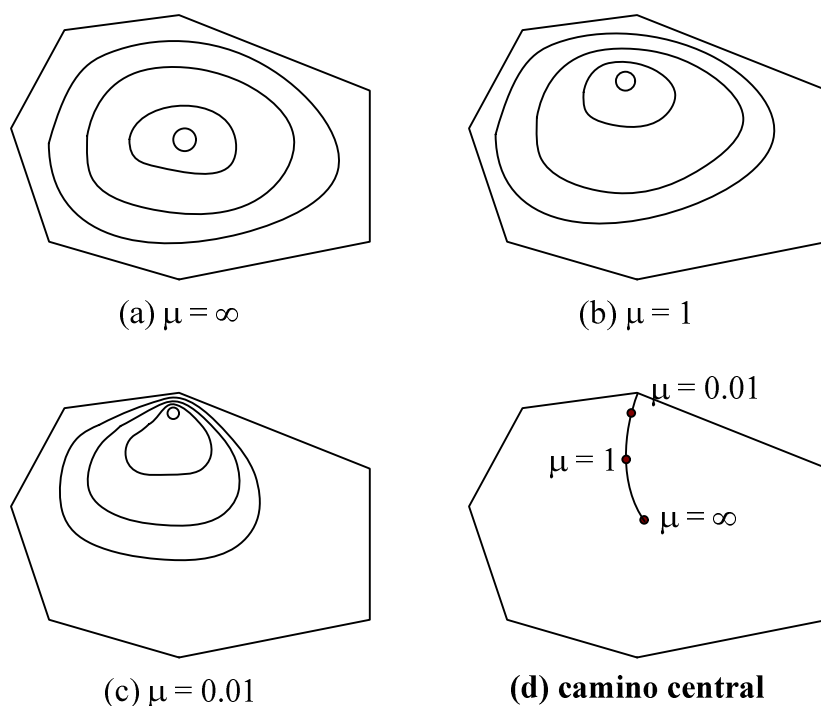 (a) μ = ∞
(b) μ = 1
μ = 0.01
μ = 1
μ = ∞
(c) μ = 0.01
(d) camino central